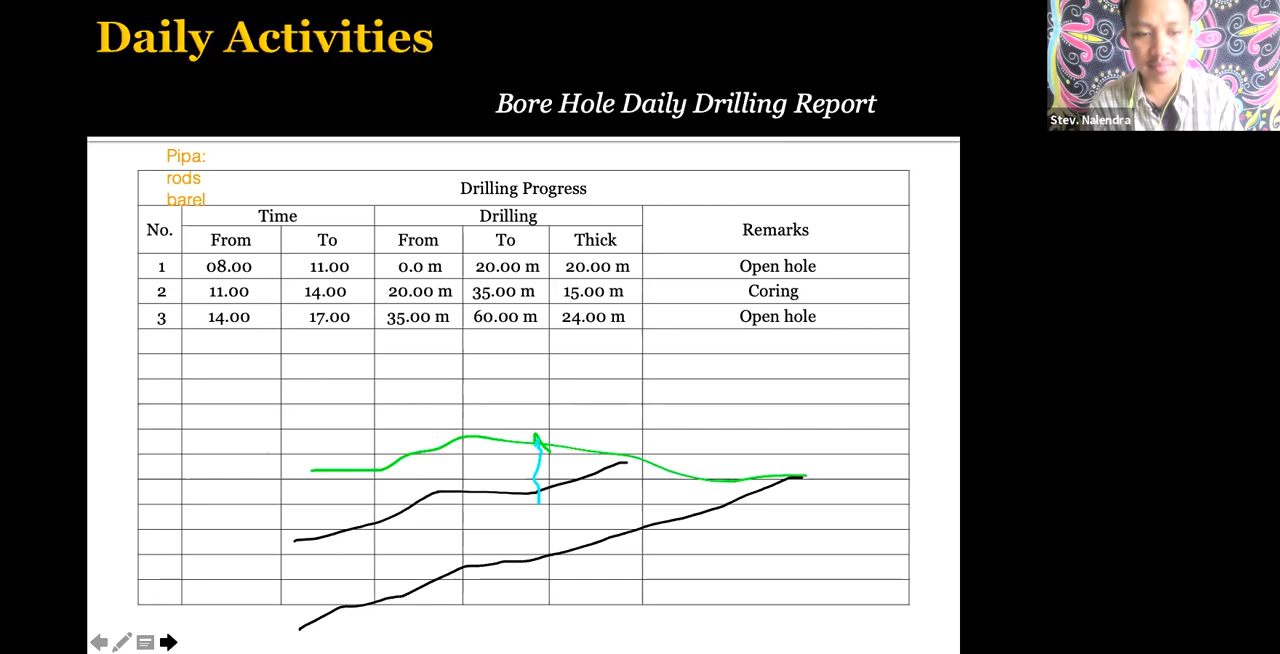 Daily Activities
Bore Hole Daily Drilling Report
Stev. Nalendra
Pipa:
rods
barel
Drilling Progress
No. Time Drilling Remarks
From To From To Thick
1 08.00 11.00 0.0 m 20.00 m 20.00 m Open hole
2 11.00 14.00 20.00 m 35.00 m 15.00 m Coring
3 14.00 17.00 35.00 m 60.00 m 24.00 m Open hole